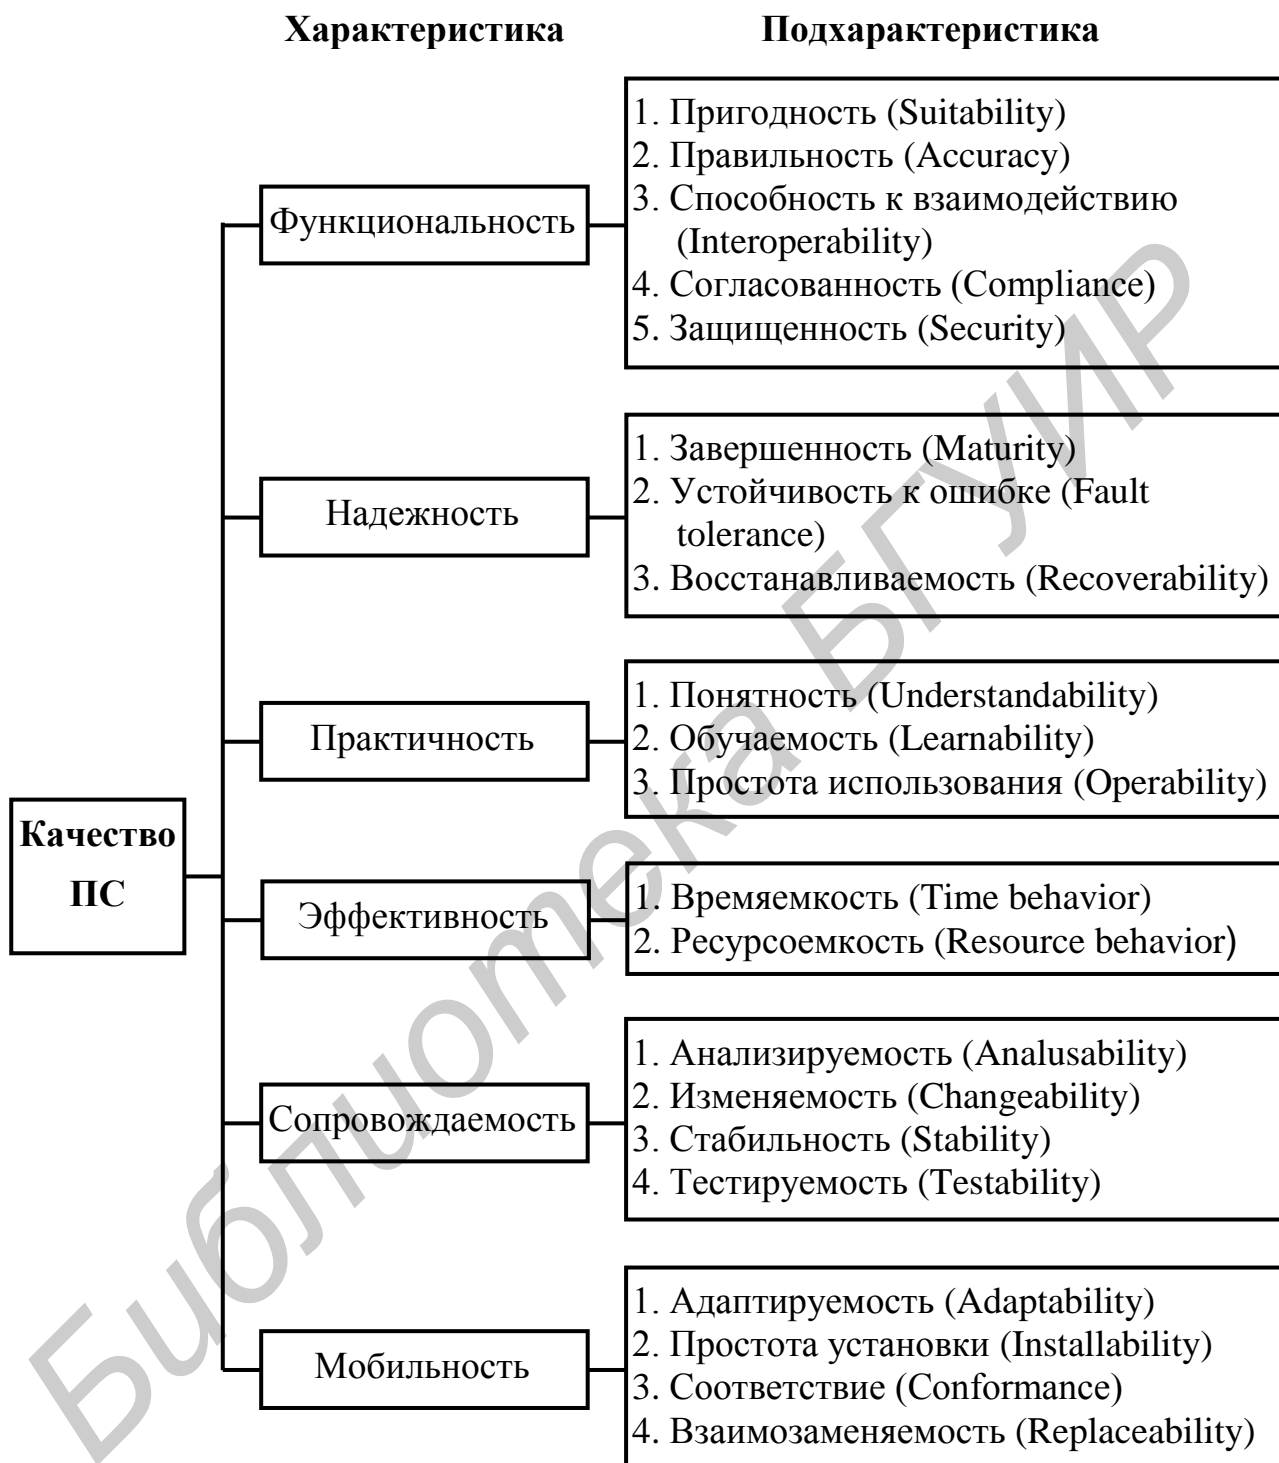 Характеристика
Подхарактеристика
Качество
ПС
Функциональность
1. Пригодность (Suitability)
2. Правильность (Accuracy)
3. Способность к взаимодействию
(Interoperability)
4. Согласованность (Compliance)
5. Защищенность (Security)
Надежность
1. Завершенность (Maturity)
2. Устойчивость к ошибке (Fault
tolerance)
3. Восстанавливаемость (Recoverability)
Практичность
1. Понятность (Understandability)
2. Обучаемость (Learnability)
3. Простота использования (Operability)
Эффективность
1. Времяемкость (Time behavior)
2. Ресурсоемкость (Resource behavior)
Сопровождаемость
1. Анализируемость (Analusability)
2. Изменяемость (Changeability)
3. Стабильность (Stability)
4. Тестируемость (Testability)
Мобильность
1. Адаптируемость (Adaptability)
2. Простота установки (Installability)
3. Соответствие (Conformance)
4. Взаимозаменяемость (Replaceability)
Библиотека БГУИР